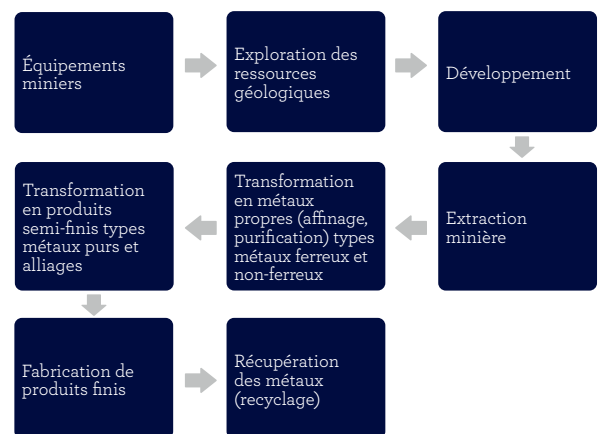 Équipements
miniers
Exploration des
ressources
géologiques
Développement
Extraction
minière
Transformation
en métaux
propres (affinage,
purification) types
métaux ferreux et
non-ferreux
Transformation
en produits
semi-finis types
métaux purs et
alliages
Fabrication de
produits finis
Récupération
des métaux
(recyclage)